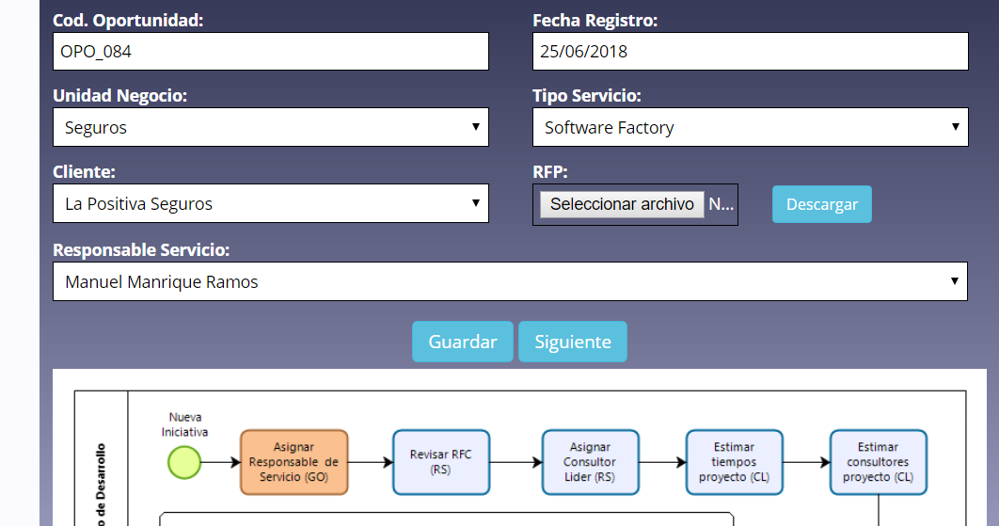 Cod. Oportunidad:
Fecha Registro:
OPO_084
25/06/2018
Unidad Negocio:
Tipo Servicio:
Seguros
Software Factory
Cliente:
RFP:
La Positiva Seguros
Seleccionar archivo N...
Descargar
Responsable Servicio:
Manuel Manrique Ramos
Guardar
Siguiente
Nueva
Iniciativa
Asignar
Responsable de
Servicio (GO)
Revisar RFC
(RS)
Asignar
Consultor
Lider (RS)
Estimar
tiempos
proyecto (CL)
Estimar
consultores
proyecto (CL)
o de Desarrollo